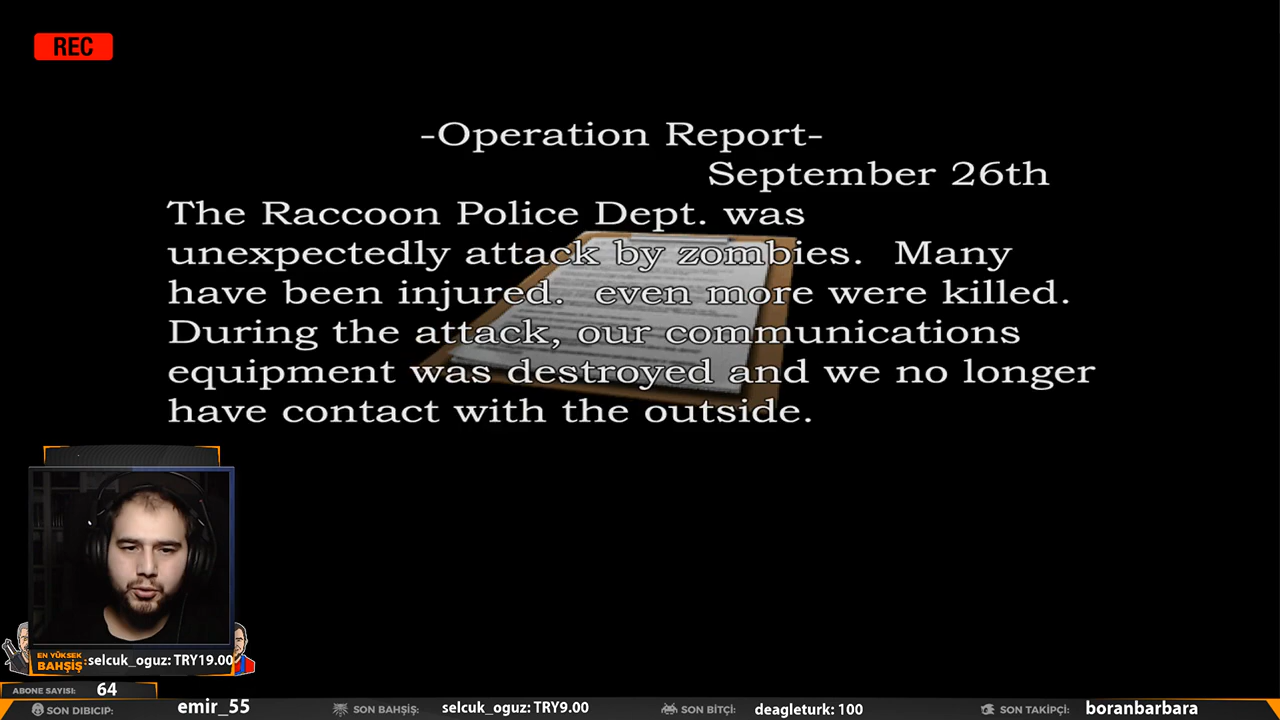 REC
-Operation Report-
September 26th
The Raccoon Police Dept. was
unexpectedly attack by zombies.  Many
have been injured.  even more were killed.
During the attack, our communications
equipment was destroyed and we no longer
have contact with the outside.
EN YÜKSEK
BAHŞİŞ:selcuk_oguz: TRY19.00
ABONE SAYISI: 64
SON DIBICIP: emir_55 SON BAHŞİŞ: selcuk_oguz: TRY9.00 SON BİTÇİ: deagleturk: 100 SON TAKİPÇİ: boranbarbara